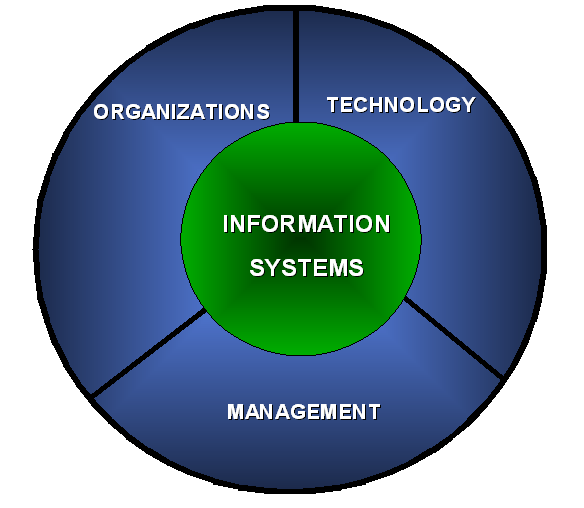 ORGANIZATIONS
TECHNOLOGY
INFORMATION
SYSTEMS
MANAGEMENT